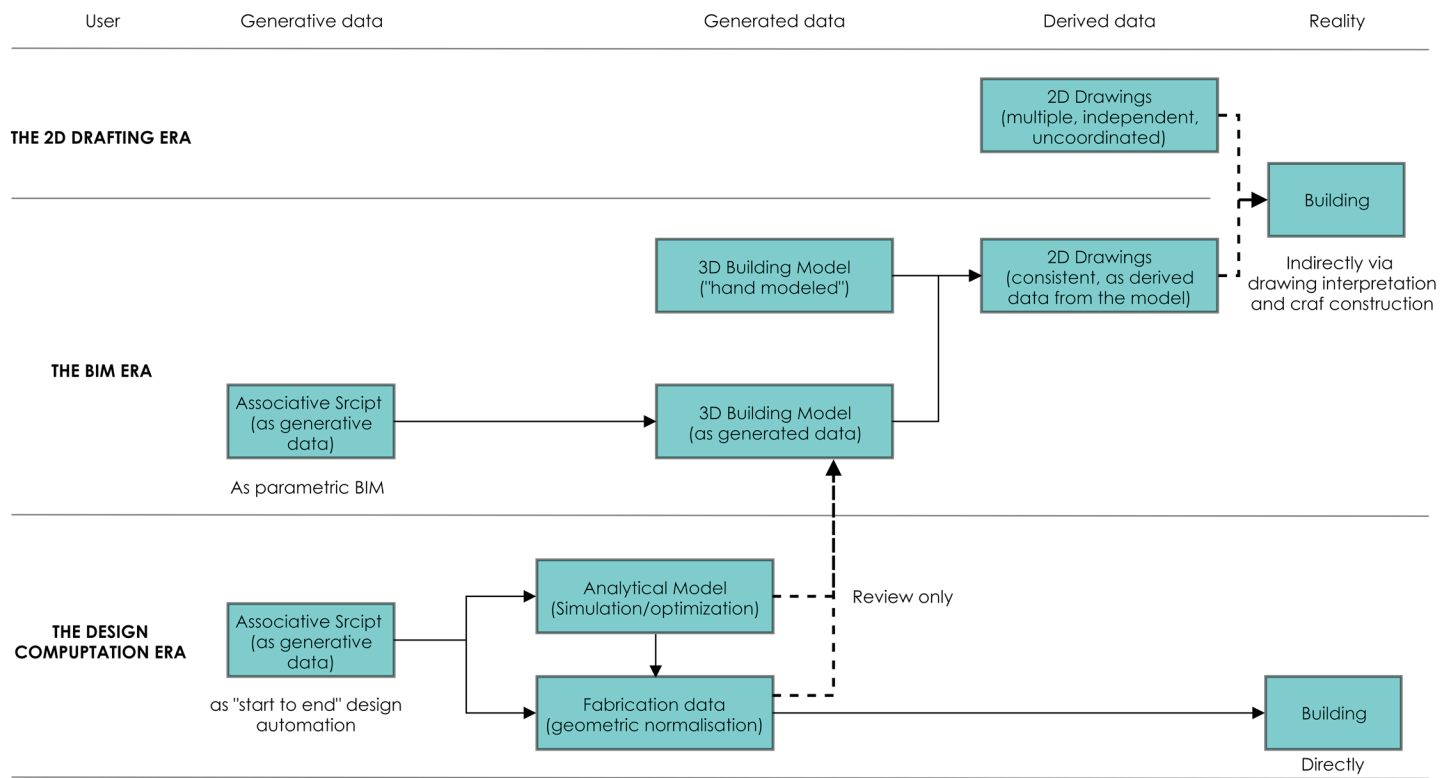 User
Generative data
Generated data
Derived data
Reality
THE 2D DRAFTING ERA
2D Drawings
(multiple, independent,
uncoordinated)
Building
Indirectly via
drawing interpretation
and craf construction
THE BIM ERA
3D Building Model
("hand modeled")
2D Drawings
(consistent, as derived
data from the model)
Associative Srcipt
(as generative
data)
As parametric BIM
3D Building Model
(as generated data)
THE DESIGN
COMPUPTATION ERA
Associative Srcipt
(as generative
data)
as "start to end" design
automation
Analytical Model
(Simulation/optimization)
Review only
Fabrication data
(geometric normalisation)
Building
Directly